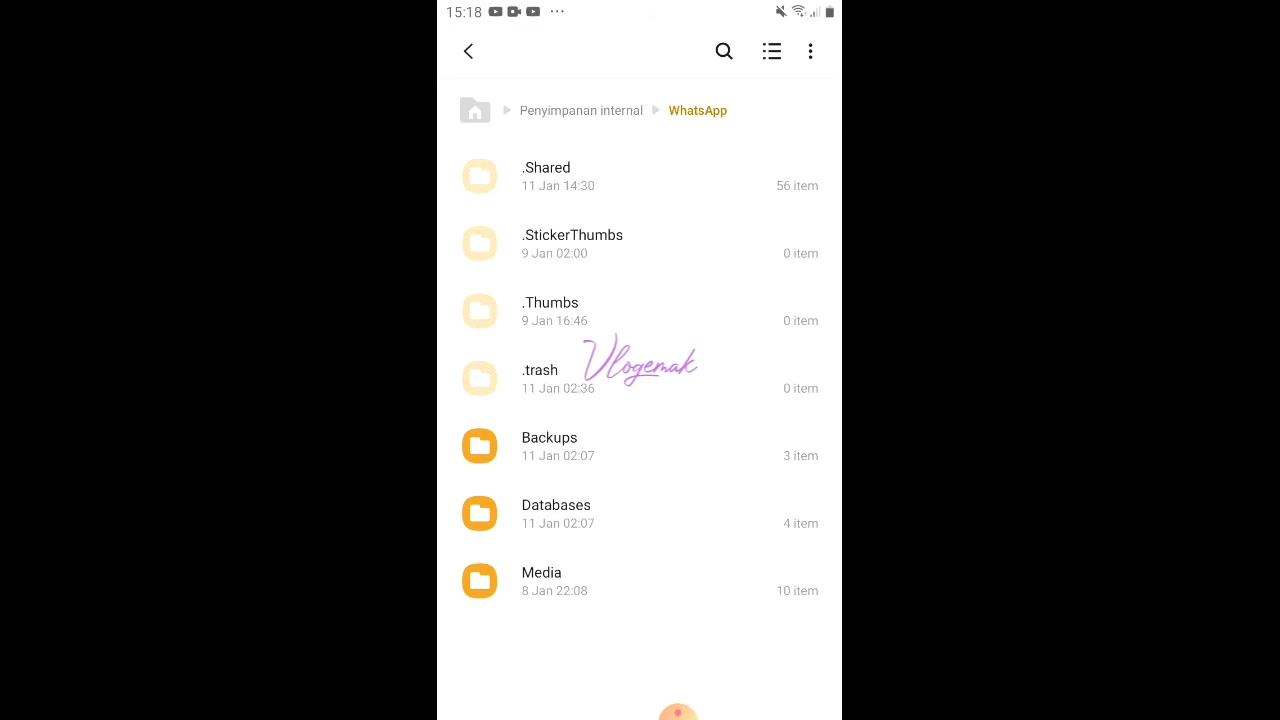 15:18
Penyimpanan internal WhatsApp
.Shared
11 Jan 14:30 56 item
.StickerThumbs
9 Jan 02:00 0 item
.Thumbs
9 Jan 16:46 0 item
Vlogemak
.trash
11 Jan 02:36 0 item
Backups
11 Jan 02:07 3 item
Databases
11 Jan 02:07 4 item
Media
8 Jan 22:08 10 item